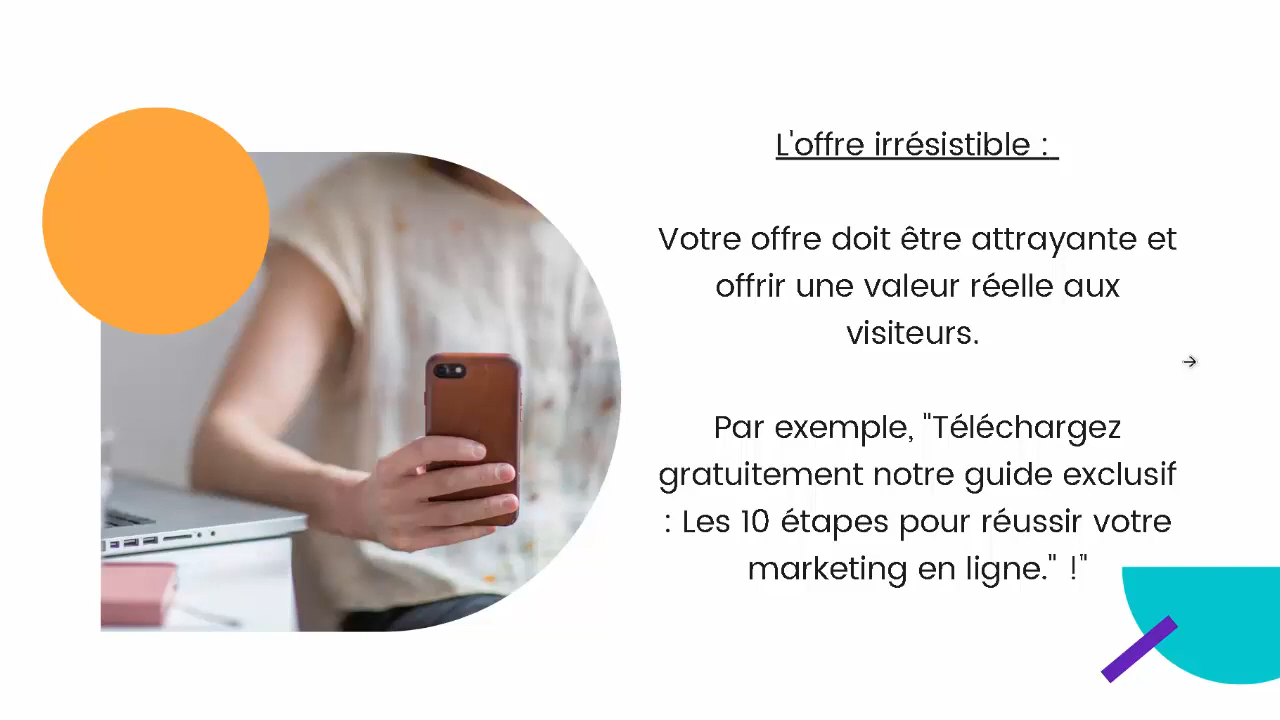 L'offre irrésistible :
Votre offre doit être attrayante et
offrir une valeur réelle aux
visiteurs.
Par exemple, "Téléchargez
gratuitement notre guide exclusif
: Les 10 étapes pour réussir votre
marketing en ligne." !"